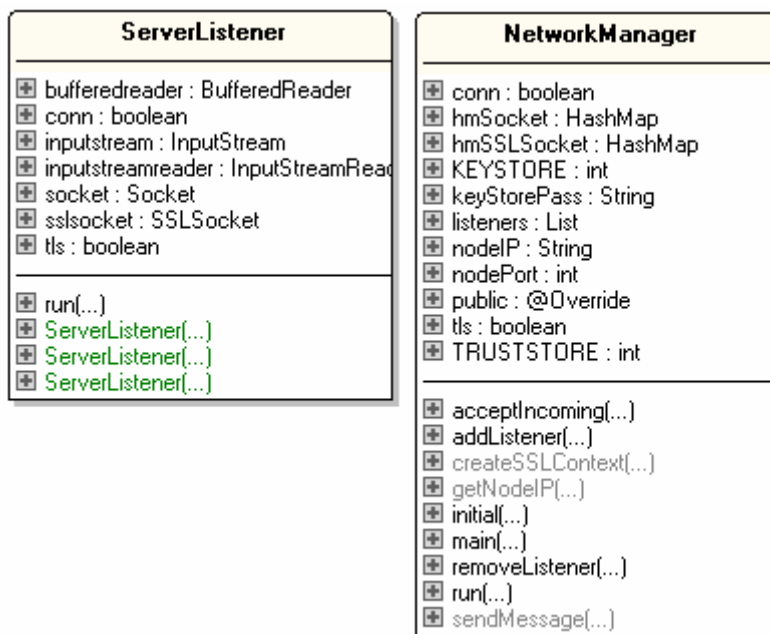 ServerListener
bufferedreader : BufferedReader
conn : boolean
inputstream : InputStream
inputstreamreader : InputStreamReac
socket : Socket
sslsocket : SSLSocket
tls : boolean
run(...)
ServerListener(...)
ServerListener(...)
ServerListener(...)
NetworkManager
conn : boolean
hmSocket : HashMap
hmSSLSocket : HashMap
KEYSTORE : int
keyStorePass : String
listeners : List
nodeIP : String
nodePort : int
public : @Override
tls : boolean
TRUSTSTORE : int
acceptIncoming(...)
addListener(...)
createSSLContext(...)
getNodeIP(...)
initial(...)
main(...)
removeListener(...)
run(...)
sendMessage(...)